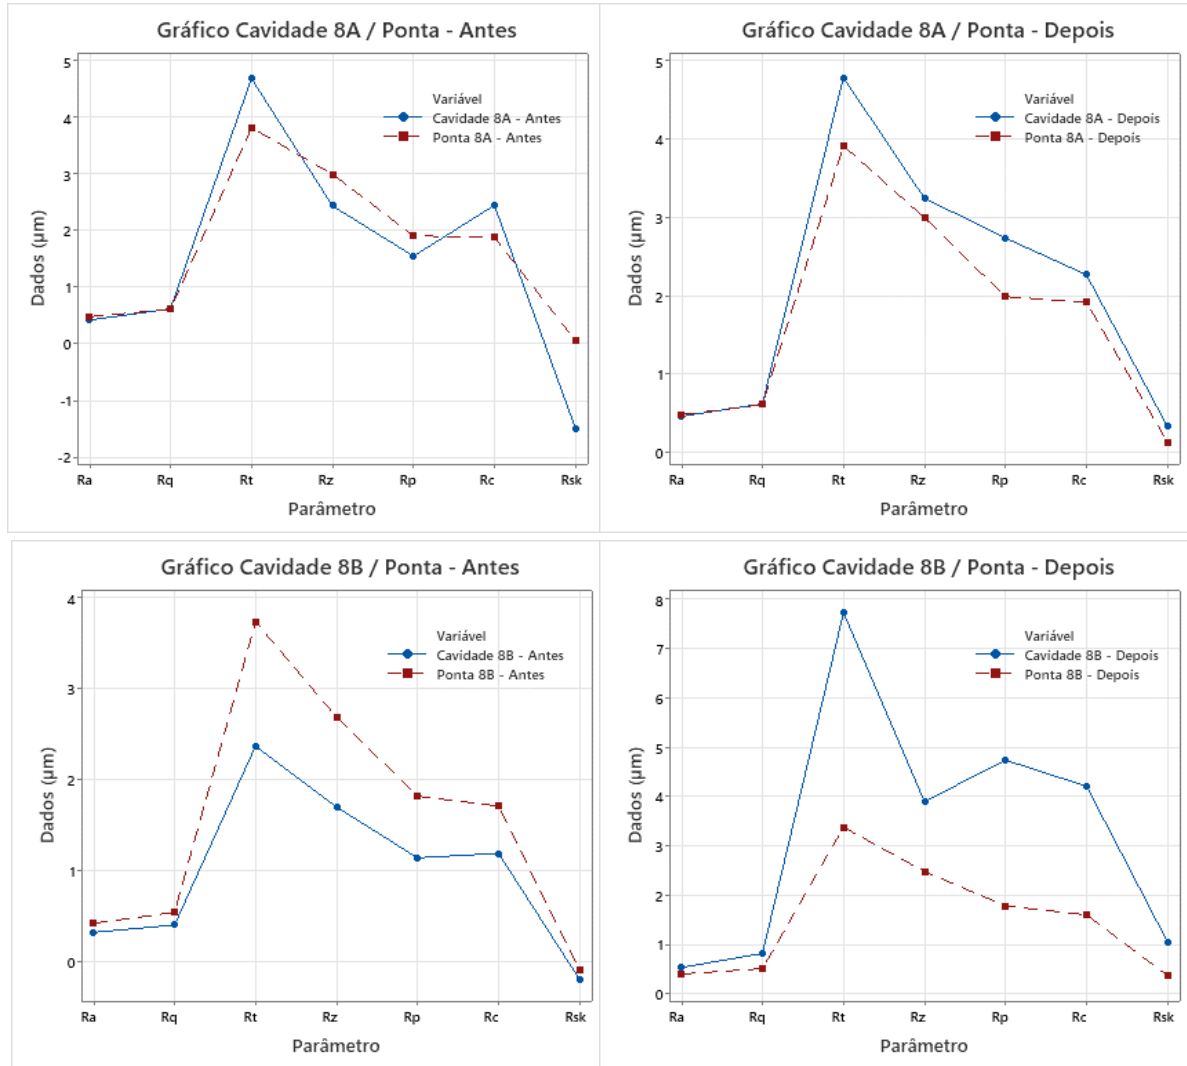 Gráfico Cavidade 8A / Ponta - Antes
Dados (µm)
5
4
3
2
1
0
-1
-2
Variável
Cavidade 8A - Antes
Ponta 8A - Antes
Ra Rq Rt Rz Rp Rc Rsk
Parâmetro
Gráfico Cavidade 8A / Ponta - Depois
Dados (µm)
5
4
3
2
1
0
Variável
Cavidade 8A - Depois
Ponta 8A - Depois
Ra Rq Rt Rz Rp Rc Rsk
Parâmetro
Gráfico Cavidade 8B / Ponta - Antes
Dados (µm)
4
3
2
1
0
Variável
Cavidade 8B - Antes
Ponta 8B - Antes
Ra Rq Rt Rz Rp Rc Rsk
Parâmetro
Gráfico Cavidade 8B / Ponta - Depois
Dados (µm)
8
7
6
5
4
3
2
1
0
Variável
Cavidade 8B - Depois
Ponta 8B - Depois
Ra Rq Rt Rz Rp Rc Rsk
Parâmetro